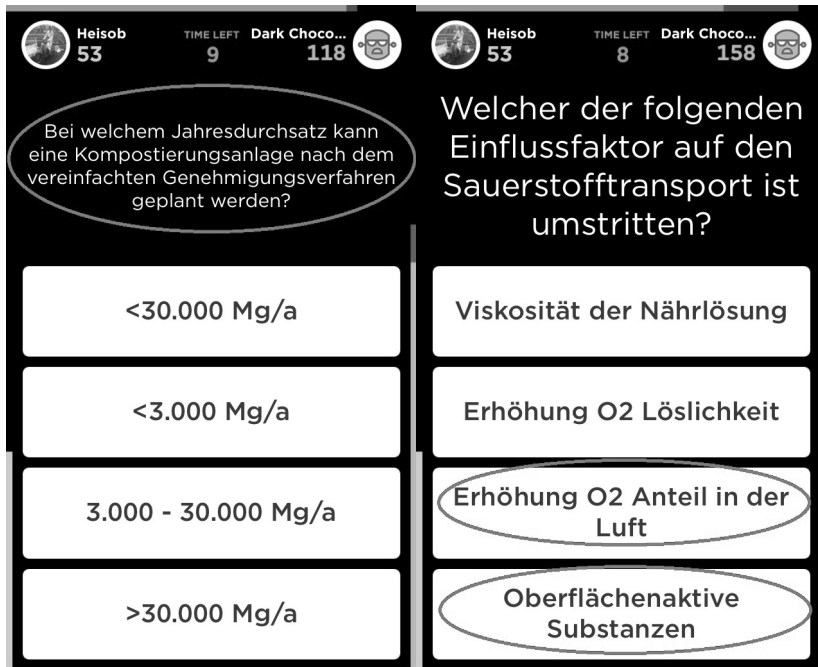 Heisob
53
TIME LEFT
9
Dark Choco...
118
Bei welchem Jahresdurchsatz kann
eine Kompostierungsanlage nach dem
vereinfachten Genehmigungsverfahren
geplant werden?
<30.000 Mg/a
<3.000 Mg/a
3.000 - 30.000 Mg/a
>30.000 Mg/a
Heisob
53
TIME LEFT
8
Dark Choco...
158
Welcher der folgenden
Einflussfaktor auf den
Sauerstofftransport ist
umstritten?
Viskosität der Nährlösung
Erhöhung O2 Löslichkeit
Erhöhung O2 Anteil in der
Luft
Oberflächenaktive
Substanzen